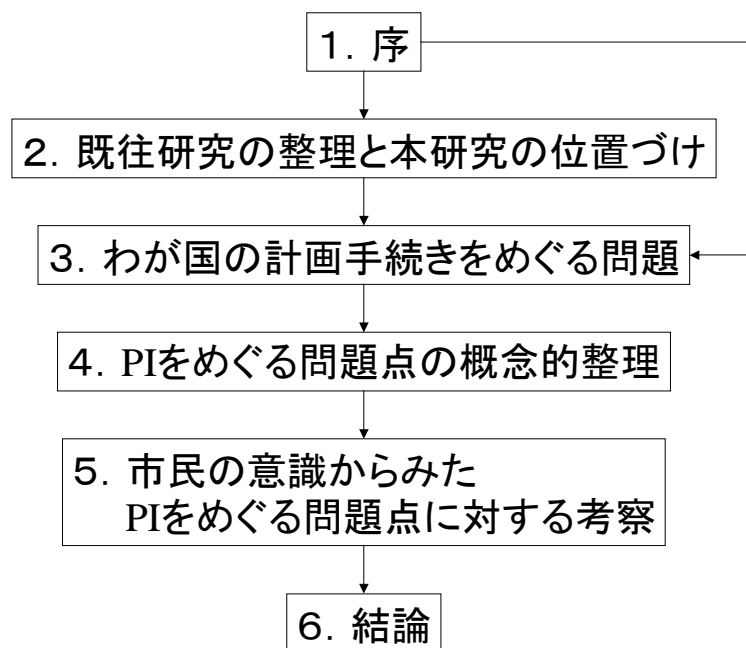 １．序
２．既往研究の整理と本研究の位置づけ
３．わが国の計画手続きをめぐる問題
４．PIをめぐる問題点の概念的整理
５．市民の意識からみた
PIをめぐる問題点に対する考察
６．結論